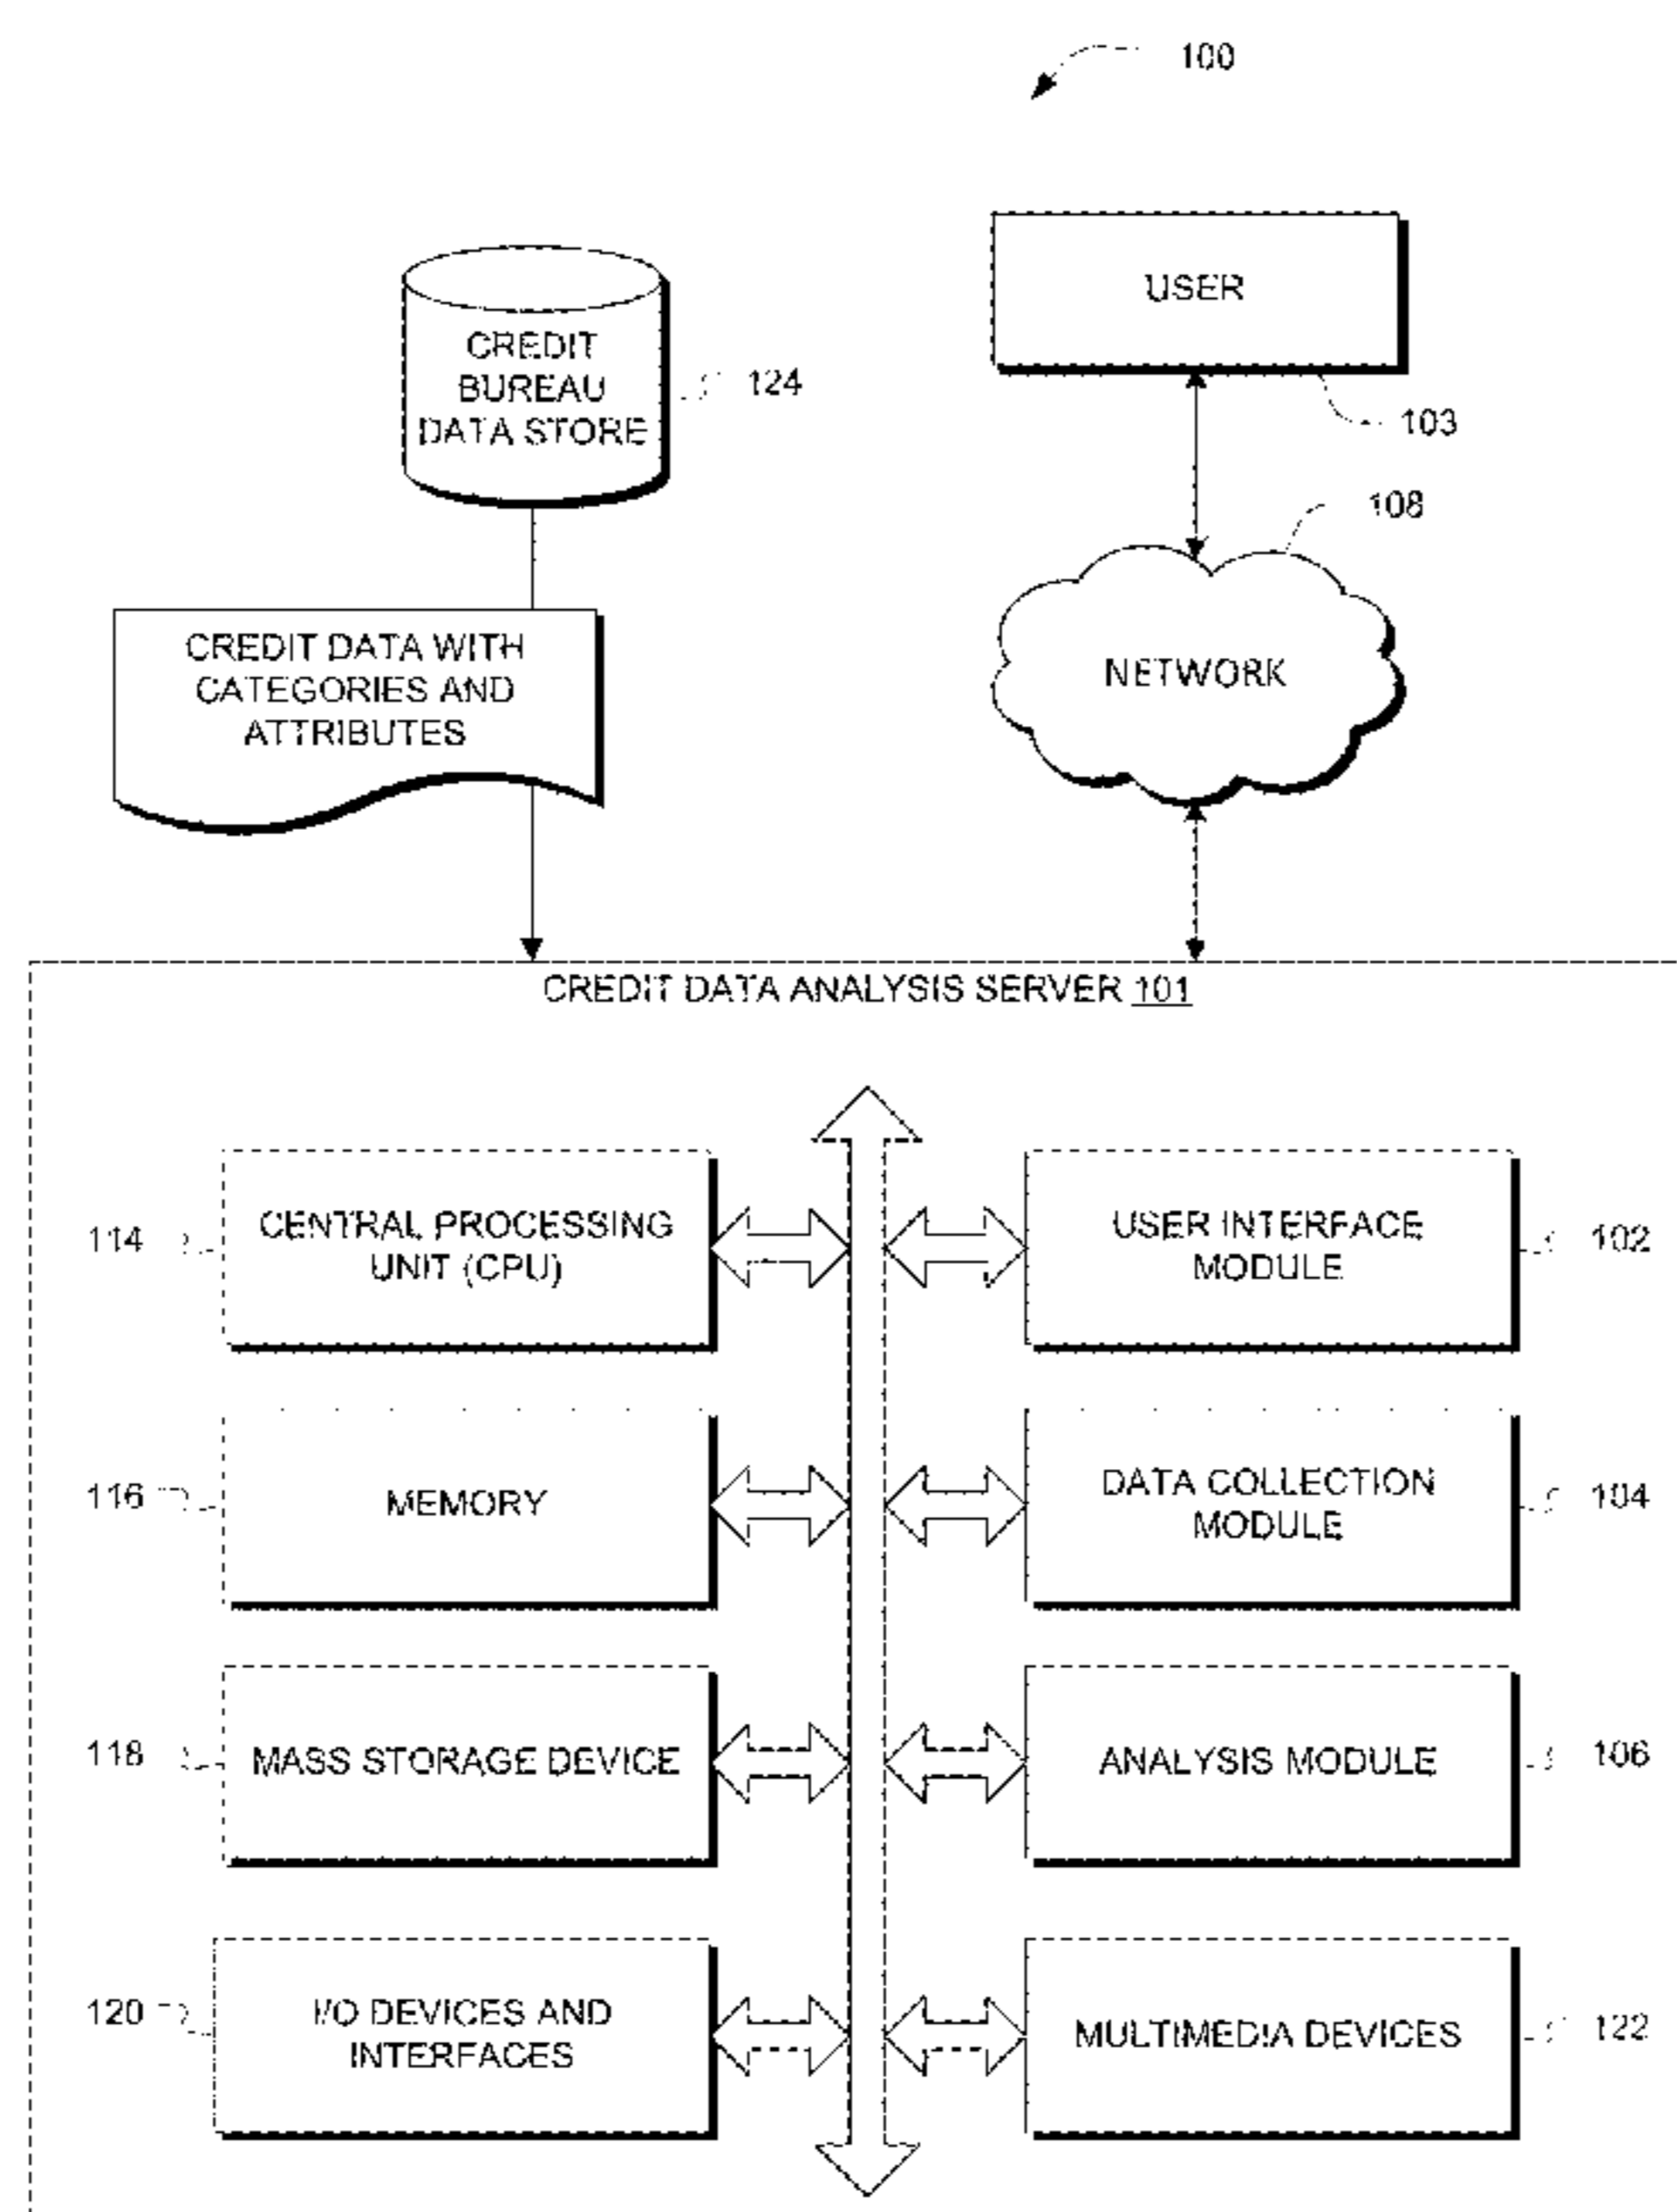 100
USER
CREDIT
BUREAU
DATA STORE
124
103
108
CREDIT DATA WITH
CATEGORIES AND
ATTRIBUTES
NETWORK
CREDIT DATA ANALYSIS SERVER 101
114
CENTRAL PROCESSING
UNIT (CPU)
USER INTERFACE
MODULE
102
116
MEMORY
DATA COLLECTION
MODULE
104
118
MASS STORAGE DEVICE
ANALYSIS MODULE
106
120
I/O DEVICES AND
INTERFACES
MULTIMEDIA DEVICES
122